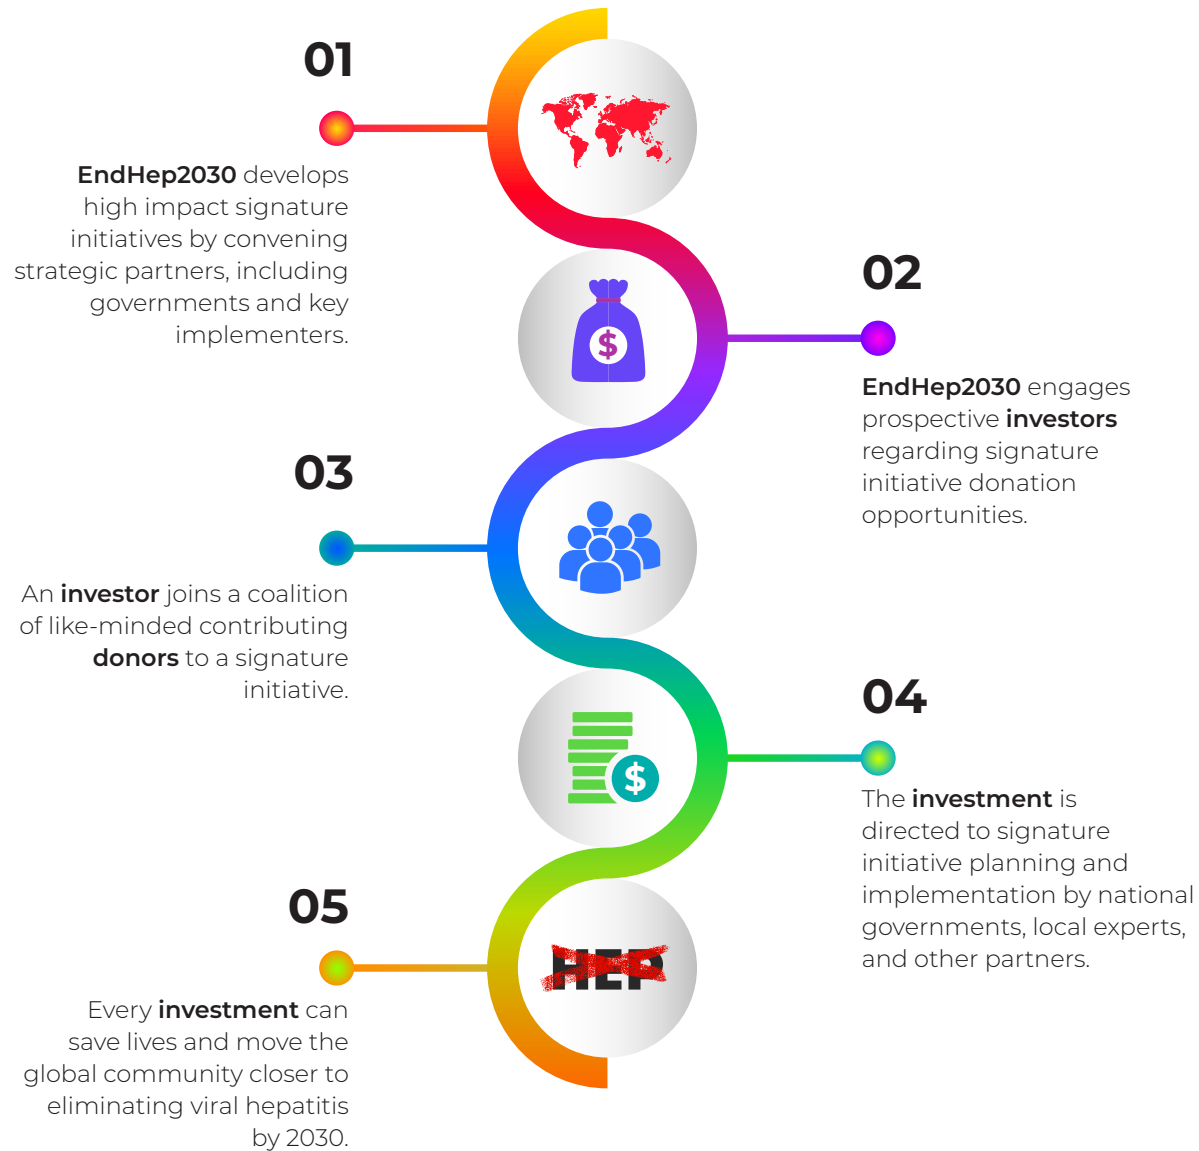 01
EndHep2030 develops
high impact signature
initiatives by convening
strategic partners, including
governments and key
implementers.
02
$
EndHep2030 engages
prospective investors
regarding signature
initiative donation
opportunities.
03
An investor joins a coalition
of like-minded contributing
donors to a signature
initiative.
04
$
The investment is
directed to signature
initiative planning and
implementation by national
governments, local experts,
and other partners.
05
HEP
Every investment can
save lives and move the
global community closer to
eliminating viral hepatitis
by 2030.